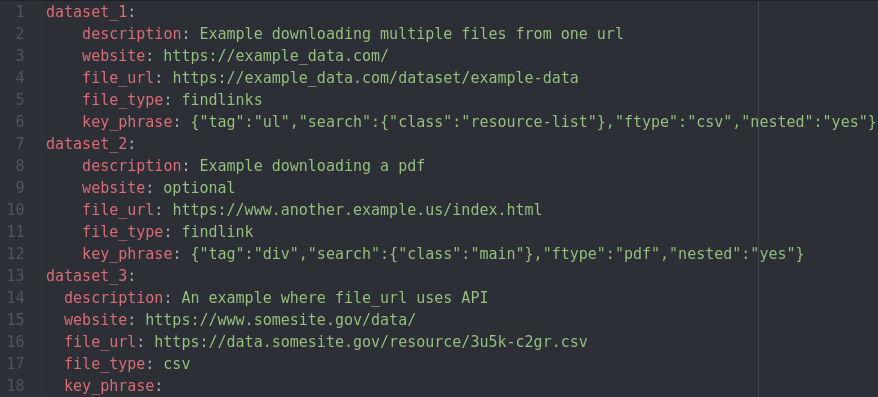 1 dataset_1:
2 description: Example downloading multiple files from one url
3 website: https://example_data.com/
4 file_url: https://example_data.com/dataset/example-data
5 file_type: findlinks
6 key_phrase: {"tag":"ul","search":{"class":"resource-list"},"ftype":"csv","nested":"yes"}
7 dataset_2:
8 description: Example downloading a pdf
9 website: optional
10 file_url: https://www.another.example.us/index.html
11 file_type: findlink
12 key_phrase: {"tag":"div","search":{"class":"main"},"ftype":"pdf","nested":"yes"}
13 dataset_3:
14 description: An example where file_url uses API
15 website: https://www.somesite.gov/data/
16 file_url: https://data.somesite.gov/resource/3u5k-c2gr.csv
17 file_type: csv
18 key_phrase: